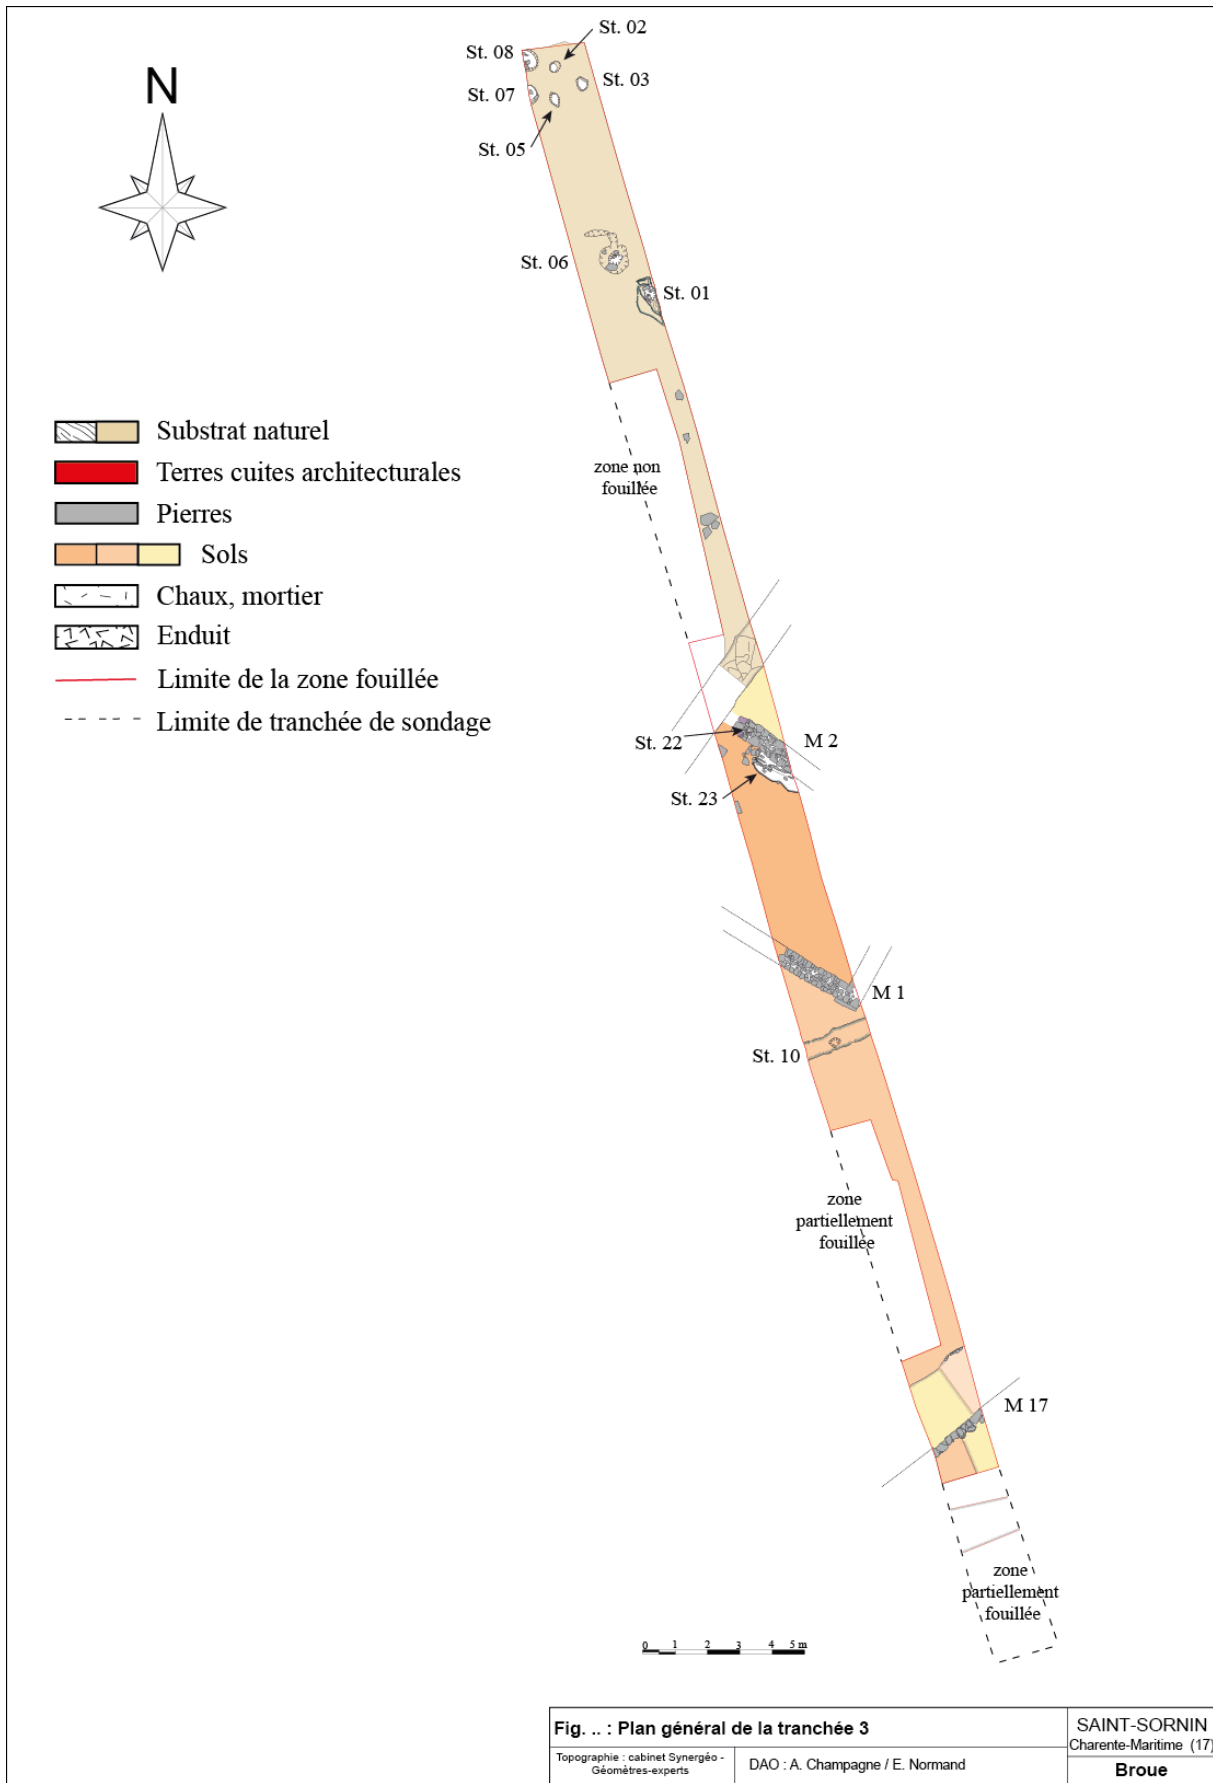 St. 02
St. 08
St. 03
St. 07
St. 05
N
St. 06
St. 01
Substrat naturel
Terres cuites architecturales
Pierres
Sols
Chaux, mortier
Enduit
Limite de la zone fouillée
Limite de tranchée de sondage
zone non
fouillée
St. 22
M 2
St. 23
M 1
St. 10
zone
partiellement
fouillée
M 17
zone
partiellement
fouillée
0 1 2 3 4 5 m
Fig. .. : Plan général de la tranchée 3
Topographie : cabinet Synergéo -
Géomètres-experts
DAO : A. Champagne / E. Normand
SAINT-SORNIN
Charente-Maritime (17)
Broue